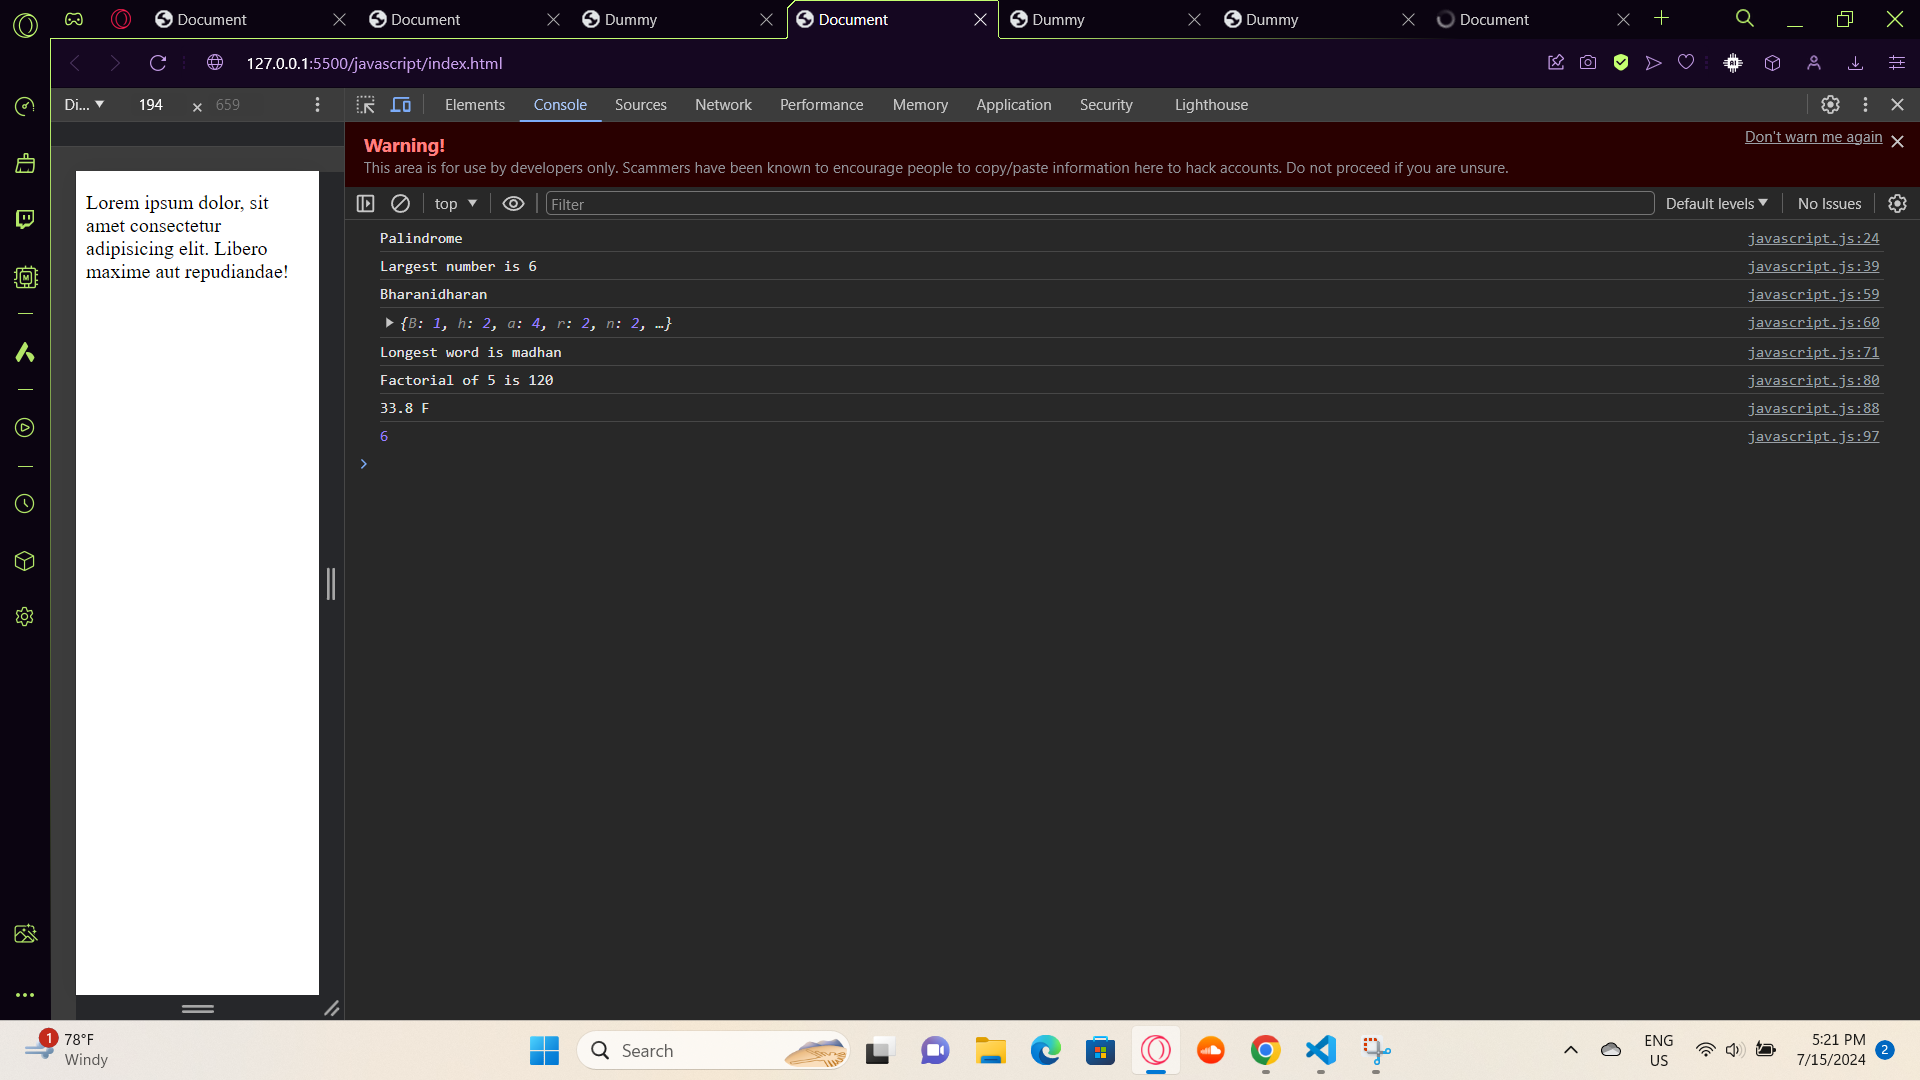 Document
Document
Dummy
Document
Dummy
Dummy
Document
127.0.0.1:5500/javascript/index.html
Di... ▼ 194 × 659
Elements Console Sources Network Performance Memory Application Security Lighthouse
Warning!
Don't warn me again
This area is for use by developers only. Scammers have been known to encourage people to copy/paste information here to hack accounts. Do not proceed if you are unsure.
top ▼ Filter Default levels ▼ No Issues
Lorem ipsum dolor, sit
amet consectetur
adipisicing elit. Libero
maxime aut repudiandae!
Palindrome javascript.js:24
Largest number is 6 javascript.js:39
Bharanidharan javascript.js:59
{B: 1, h: 2, a: 4, r: 2, n: 2, …} javascript.js:60
Longest word is madhan javascript.js:71
Factorial of 5 is 120 javascript.js:80
33.8 F javascript.js:88
6 javascript.js:97
1
78°F
Windy
Search
ENG
US
5:21 PM
7/15/2024
2